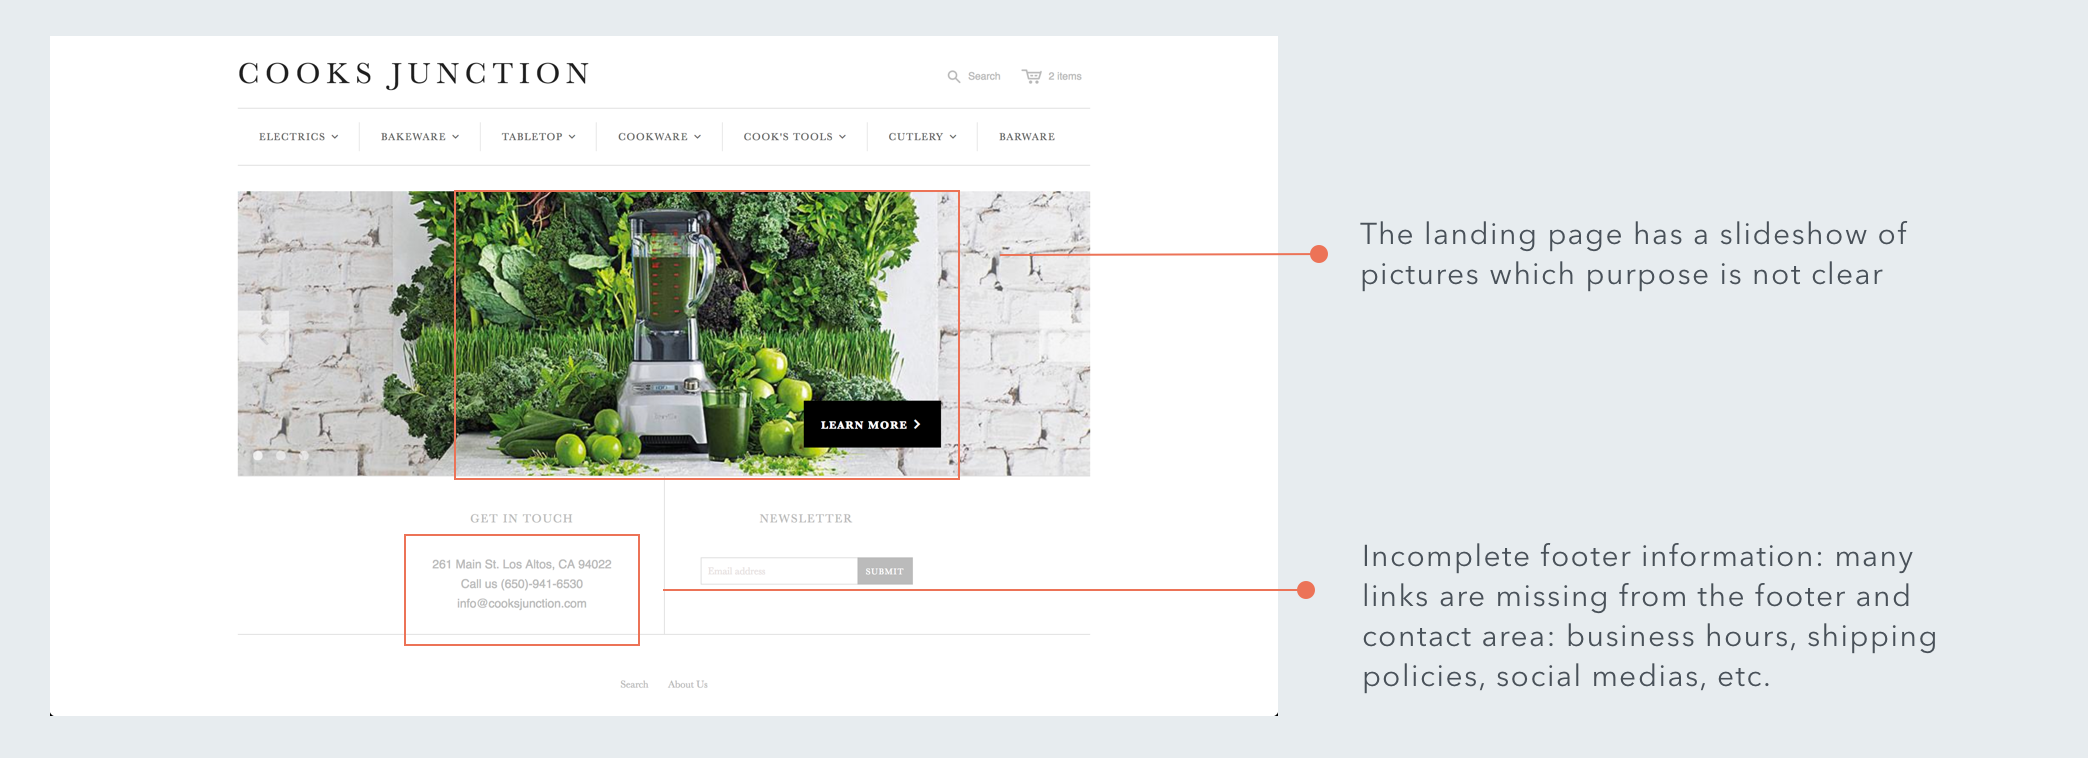 COOKS JUNCTION
Search 2 items
ELECTRICS BAKEWARE TABLETOP COOKWARE COOK'S TOOLS CUTLERY BARWARE
LEARN MORE
The landing page has a slideshow of
pictures which purpose is not clear
GET IN TOUCH
261 Main St. Los Altos, CA 94022
Call us (650)-941-6530
info@cooksjunction.com
NEWSLETTER
Email address SUBMIT
Search About Us
Incomplete footer information: many
links are missing from the footer and
contact area: business hours, shipping
policies, social medias, etc.